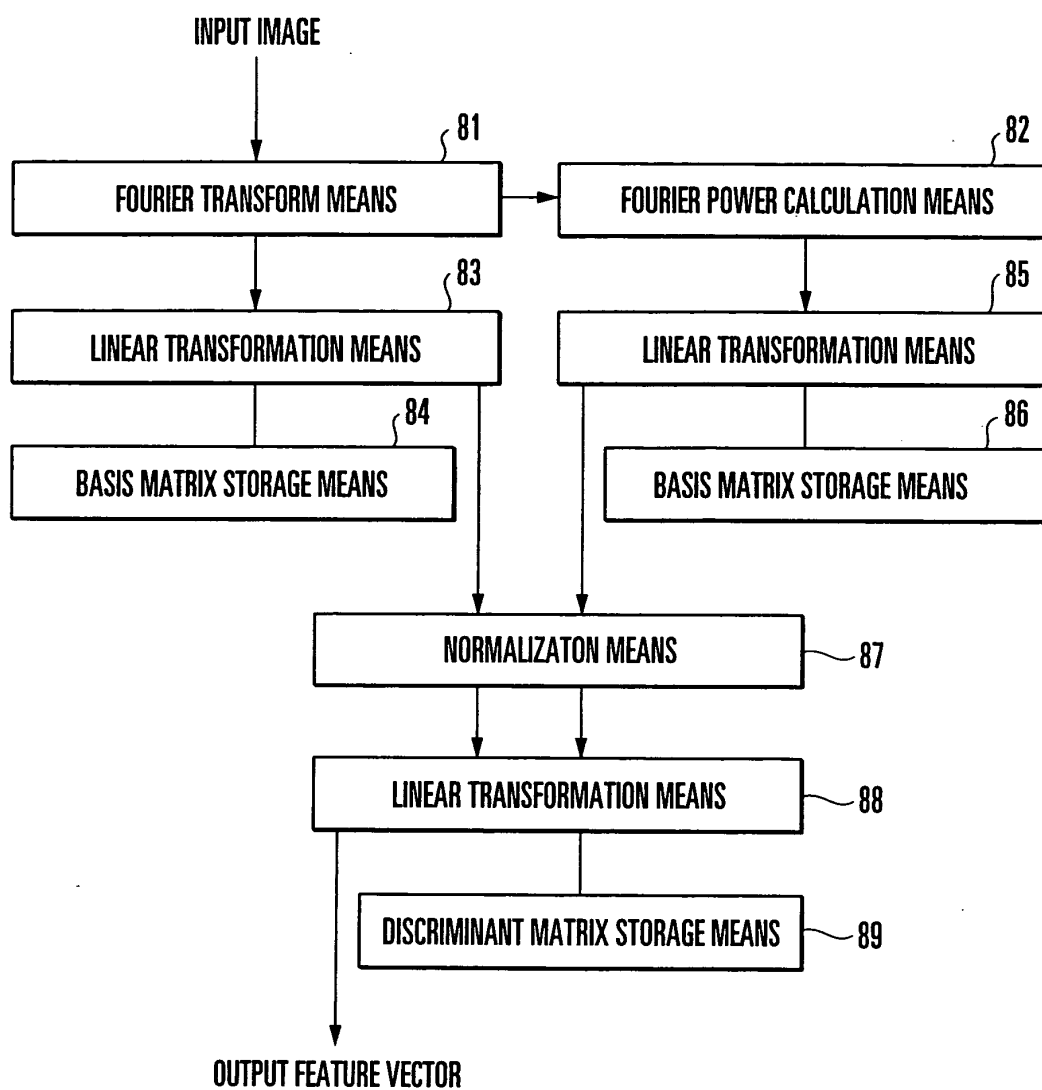 INPUT IMAGE
81
FOURIER TRANSFORM MEANS
82
FOURIER POWER CALCULATION MEANS
83
LINEAR TRANSFORMATION MEANS
85
LINEAR TRANSFORMATION MEANS
84
BASIS MATRIX STORAGE MEANS
86
BASIS MATRIX STORAGE MEANS
NORMALIZATON MEANS
87
LINEAR TRANSFORMATION MEANS
88
DISCRIMINANT MATRIX STORAGE MEANS
89
OUTPUT FEATURE VECTOR